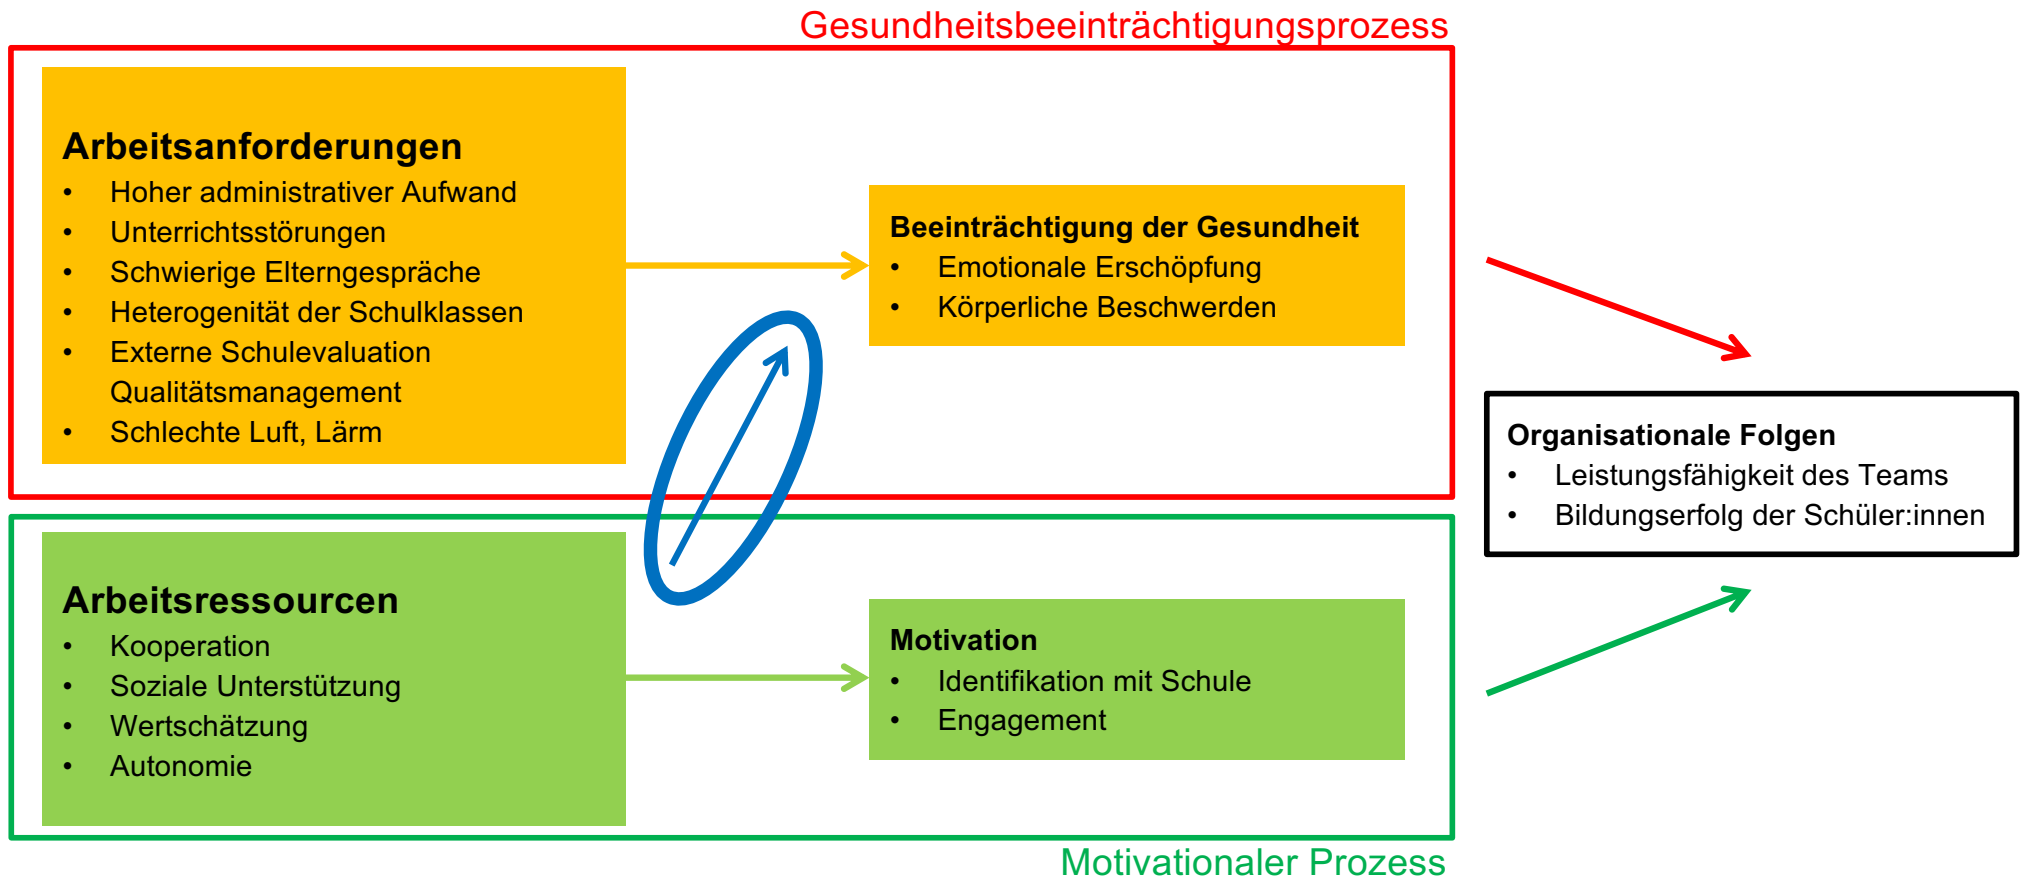 Gesundheitsbeeinträchtigungsprozess
Arbeitsanforderungen
• Hoher administrativer Aufwand
• Unterrichtsstörungen
• Schwierige Elterngespräche
• Heterogenität der Schulklassen
• Externe Schulevaluation
Qualitätsmanagement
• Schlechte Luft, Lärm
Beeinträchtigung der Gesundheit
• Emotionale Erschöpfung
• Körperliche Beschwerden
Organisationale Folgen
• Leistungsfähigkeit des Teams
• Bildungserfolg der Schüler:innen
Arbeitsressourcen
• Kooperation
• Soziale Unterstützung
• Wertschätzung
• Autonomie
Motivation
• Identifikation mit Schule
• Engagement
Motivationaler Prozess